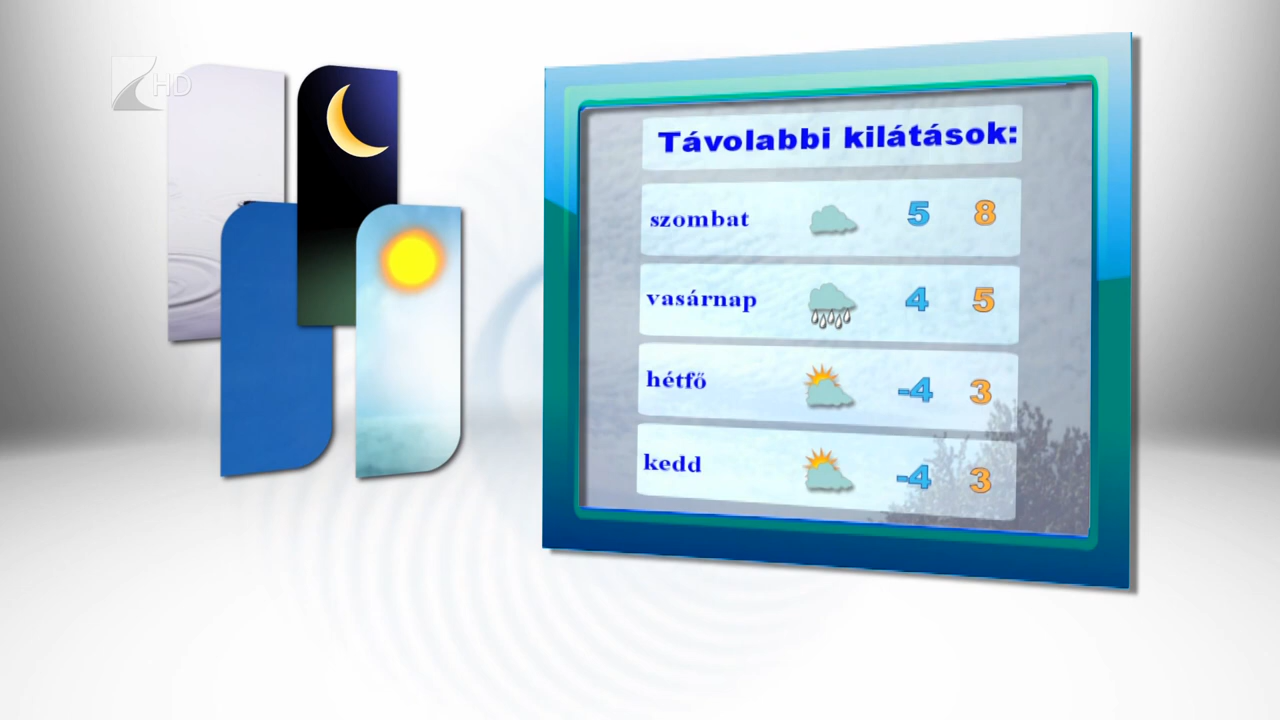 HD
Távolabbi kilátások:
szombat 5 8
vasárnap 4 5
hétfő -4 3
kedd -4 3